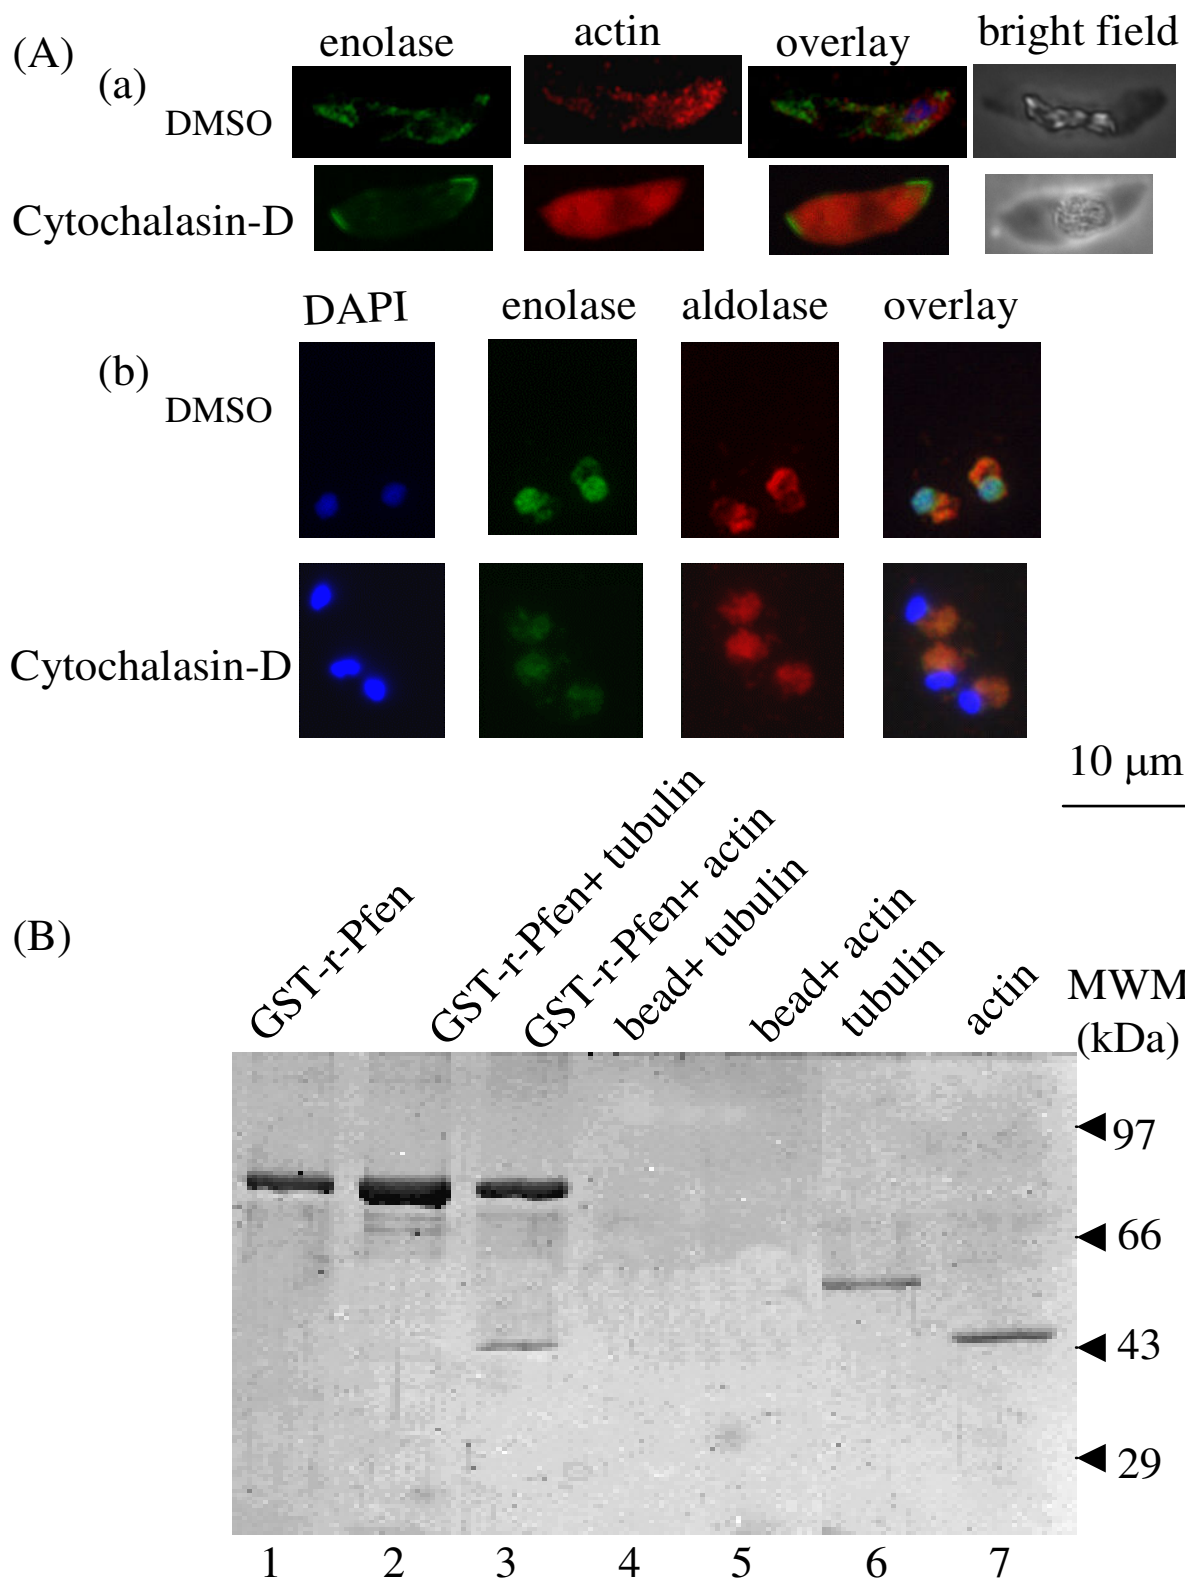 (A)
enolase actin overlay bright field
(a)
DMSO
Cytochalasin-D
DAPI enolase aldolase overlay
(b)
DMSO
Cytochalasin-D
10 μm
(B)
GST-r-Pfen
GST-r-Pfen+ tubulin
GST-r-Pfen+ actin
bead+ tubulin
bead+ actin
tubulin
actin
MWM
(kDa)
97
66
43
29
1 2 3 4 5 6 7